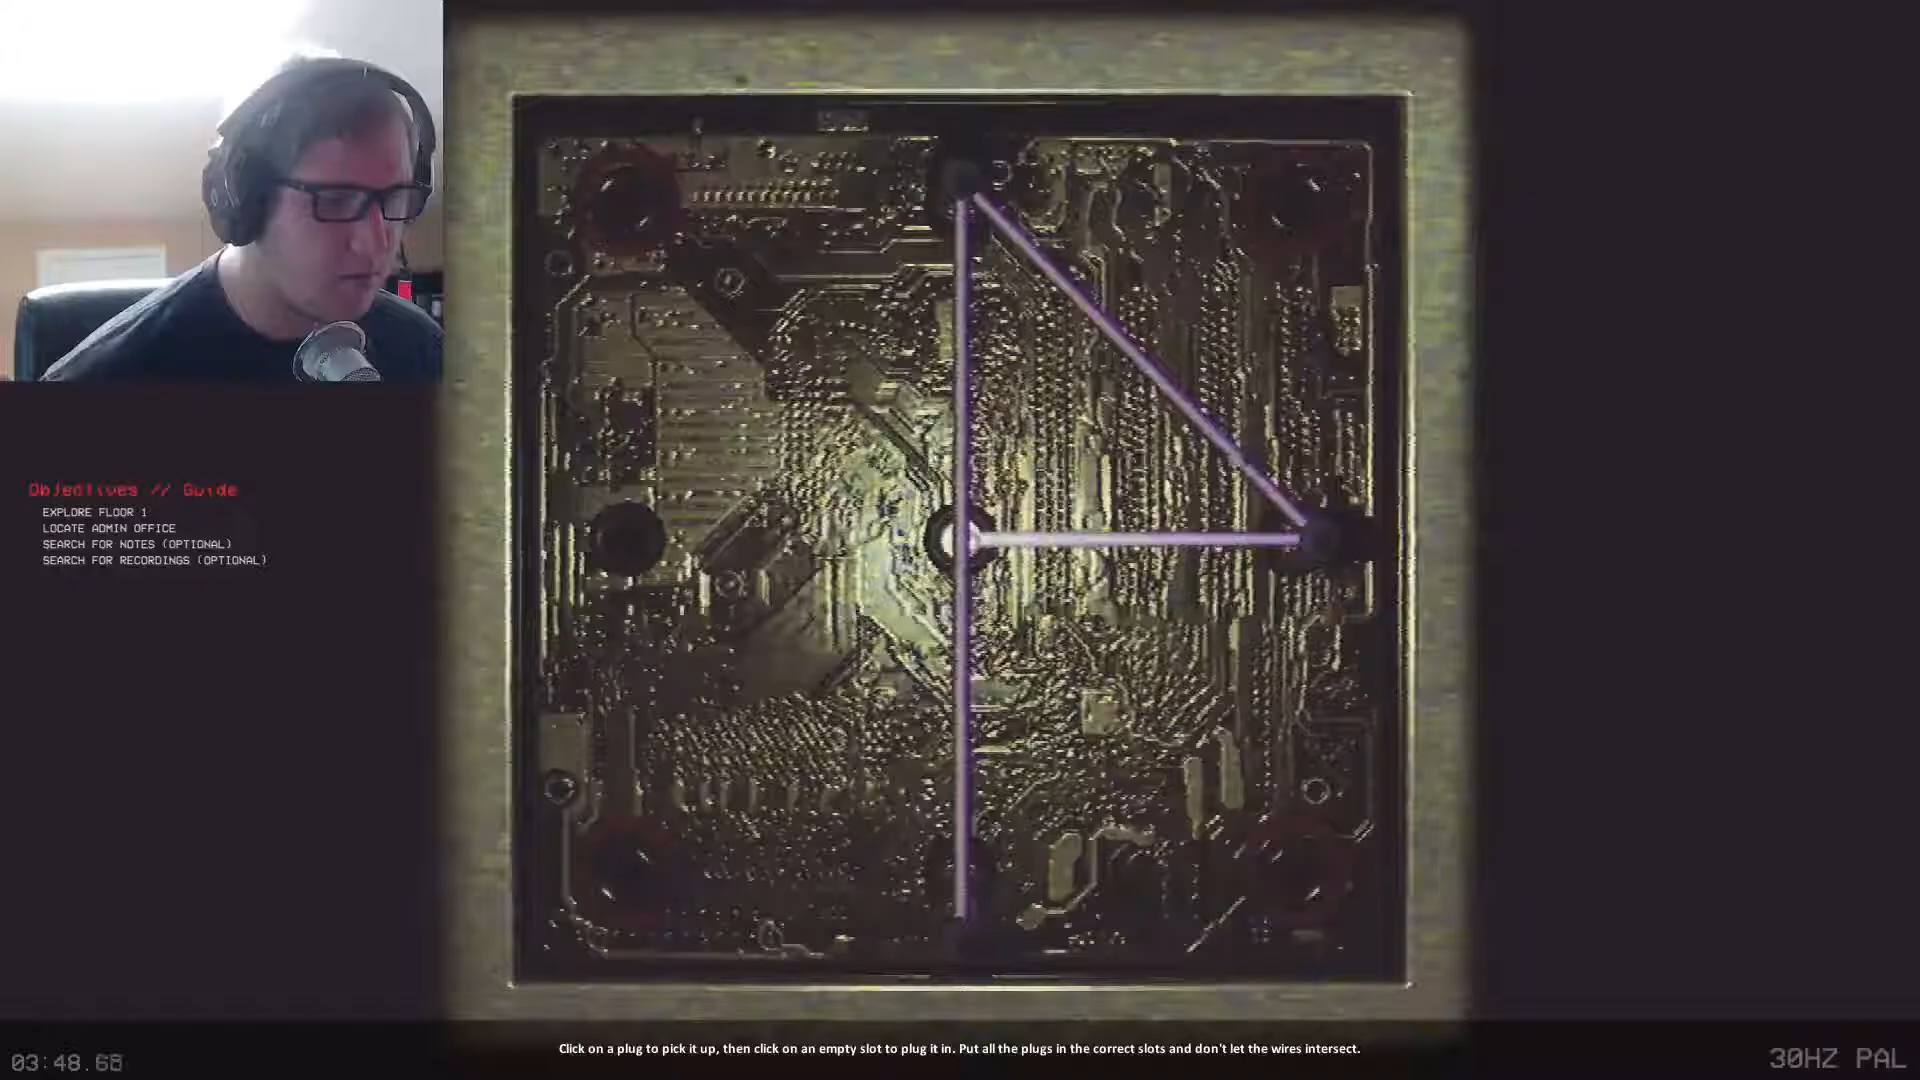 Objectives // Guide
EXPLORE FLOOR 1
LOCATE ADMIN OFFICE
SEARCH FOR NOTES (OPTIONAL)
SEARCH FOR RECORDINGS (OPTIONAL)
Click on a plug to pick it up, then click on an empty slot to plug it in. Put all the plugs in the correct slots and don't let the wires intersect.
03:48.68
30HZ PAL